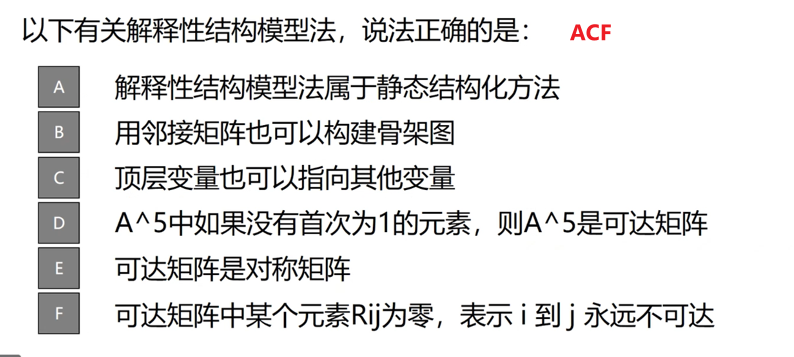 以下有关解释性结构模型法，说法正确的是： ACF
A 解释性结构模型法属于静态结构化方法
B 用邻接矩阵也可以构建骨架图
C 顶层变量也可以指向其他变量
D A^5中如果没有首次为1的元素，则A^5是可达矩阵
E 可达矩阵是对称矩阵
F 可达矩阵中某个元素Rij为零，表示 i 到 j 永远不可达